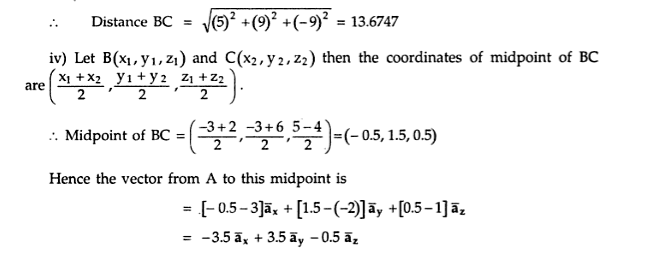 ∴ Distance BC = √(5)² +(9)² +(−9)² = 13.6747
iv) Let B(x₁, y₁, z₁) and C(x₂, y₂, z₂) then the coordinates of midpoint of BC
are (x₁ + x₂ / 2, y₁ + y₂ / 2, z₁ + z₂ / 2).
∴ Midpoint of BC = (−3+2 / 2, −3+6 / 2, 5−4 / 2) = (− 0.5, 1.5, 0.5)
Hence the vector from A to this midpoint is
= [− 0.5 − 3] āₓ + [1.5 − (−2)] ā_y + [0.5 − 1] ā_z
= −3.5 āₓ + 3.5 ā_y − 0.5 ā_z